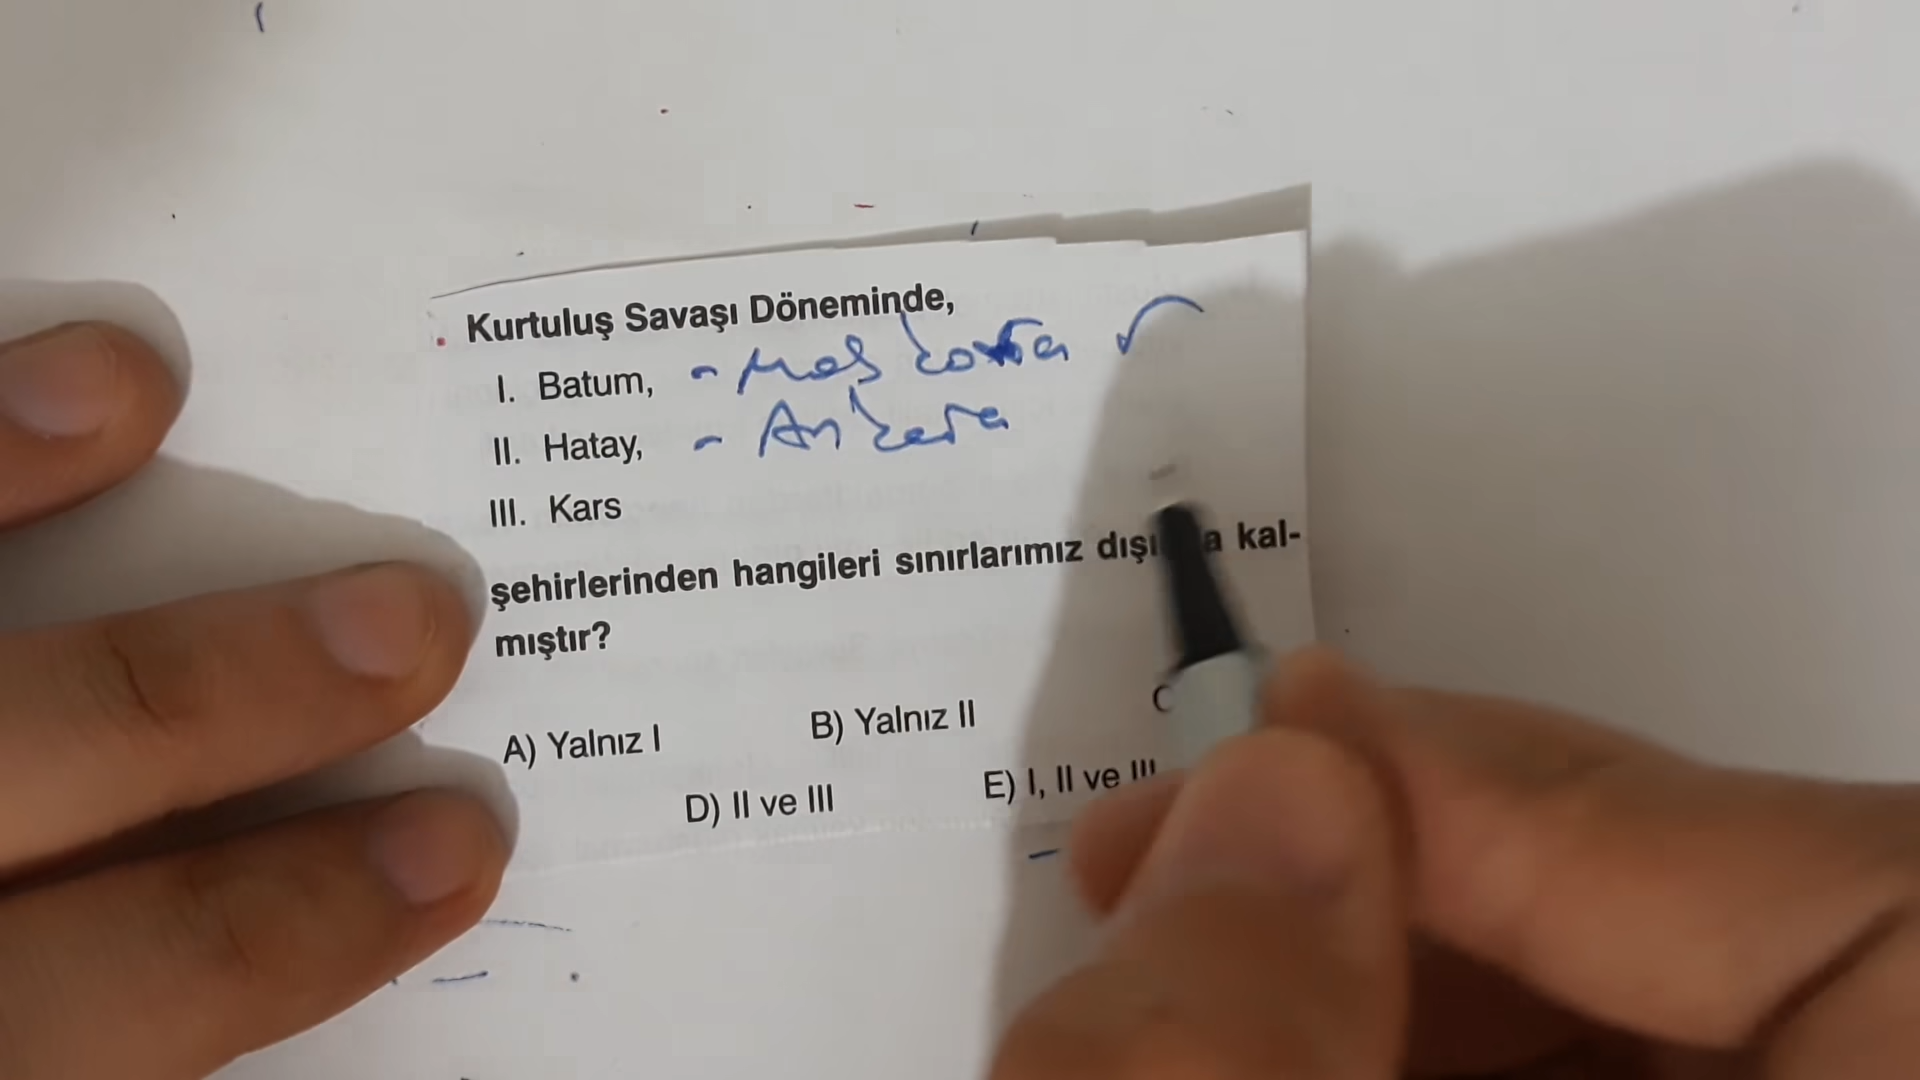 Kurtuluş Savaşı Döneminde,
I. Batum, - Moskova ✓
II. Hatay, - Ankara
III. Kars
şehirlerinden hangileri sınırlarımız kal-
mıştır?
A) Yalnız I B) Yalnız II C
D) II ve III E) I, II ve III